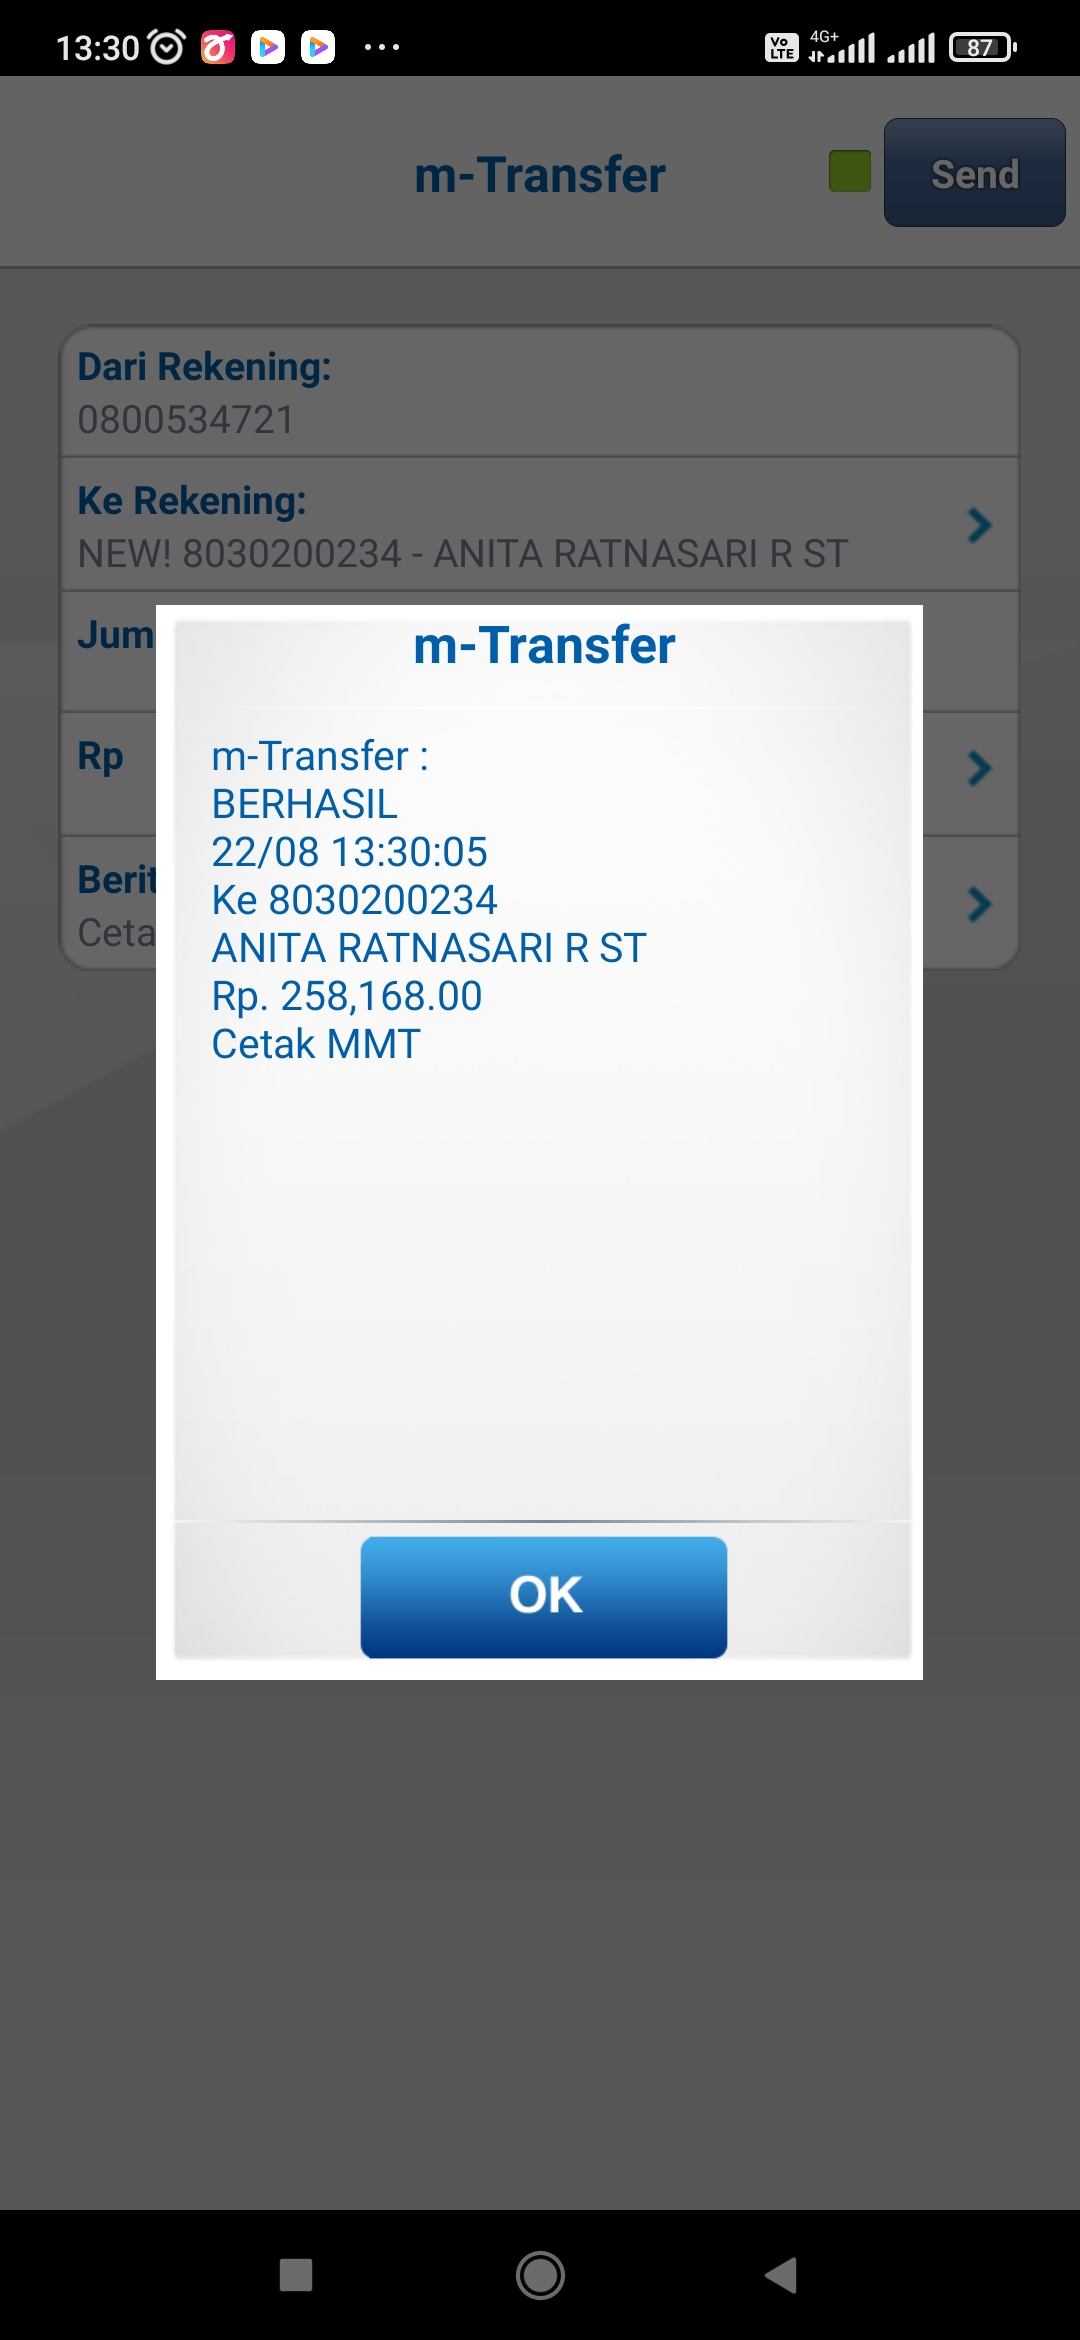 13:30
Vo
LTE
4G+
87
m-Transfer
Send
Dari Rekening:
0800534721
Ke Rekening:
NEW! 8030200234 - ANITA RATNASARI R ST
Jum
Rp
Berit
Ceta
m-Transfer
m-Transfer :
BERHASIL
22/08 13:30:05
Ke 8030200234
ANITA RATNASARI R ST
Rp. 258,168.00
Cetak MMT
OK